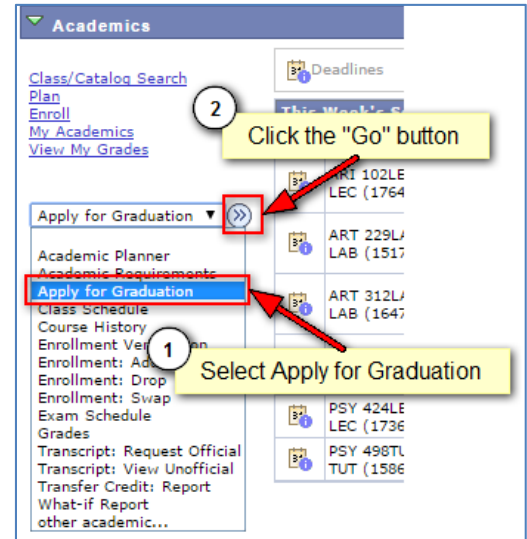 Academics
Class/Catalog Search
Plan
Enroll
My Academics
View My Grades
Deadlines
This Week's S
2
Click the "Go" button
ARI 102LE
LEC (1764
Apply for Graduation
ART 229LA
LAB (1517
Academic Planner
Academic Requirements
Apply for Graduation
Class Schedule
Course History
Enrollment
Enrollment:
Enrollment: Drop
Enrollment: Swap
Exam Schedule
Grades
Transcript: Request Official
Transcript: View Unofficial
Transfer Credit: Report
What-if Report
other academic...
ART 312LA
LAB (1647
1
Select Apply for Graduation
PSY 424LE
LEC (1736
PSY 498TU
TUT (1586